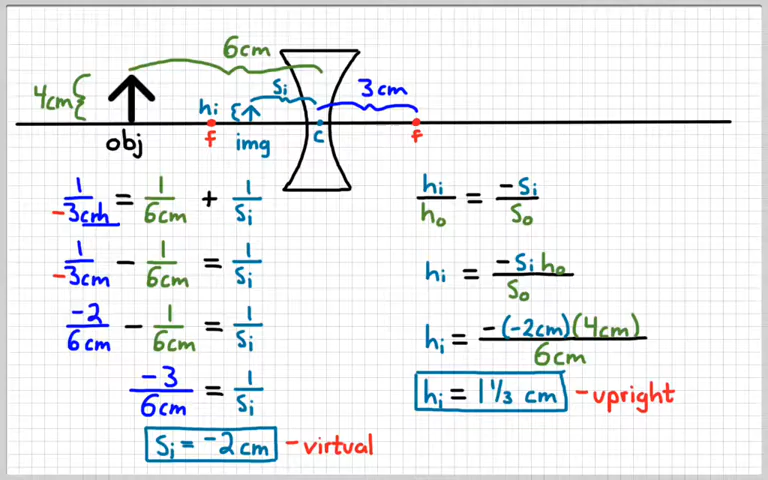 6cm
4cm
hi
si
3cm
obj
f
img
c
f
1/-3cm = 1/6cm + 1/si
1/-3cm - 1/6cm = 1/si
-2/6cm - 1/6cm = 1/si
-3/6cm = 1/si
si = -2cm -virtual
hi/ho = -si/so
hi = -si ho/so
hi = -(-2cm)(4cm)/6cm
hi = 1 1/3 cm -upright